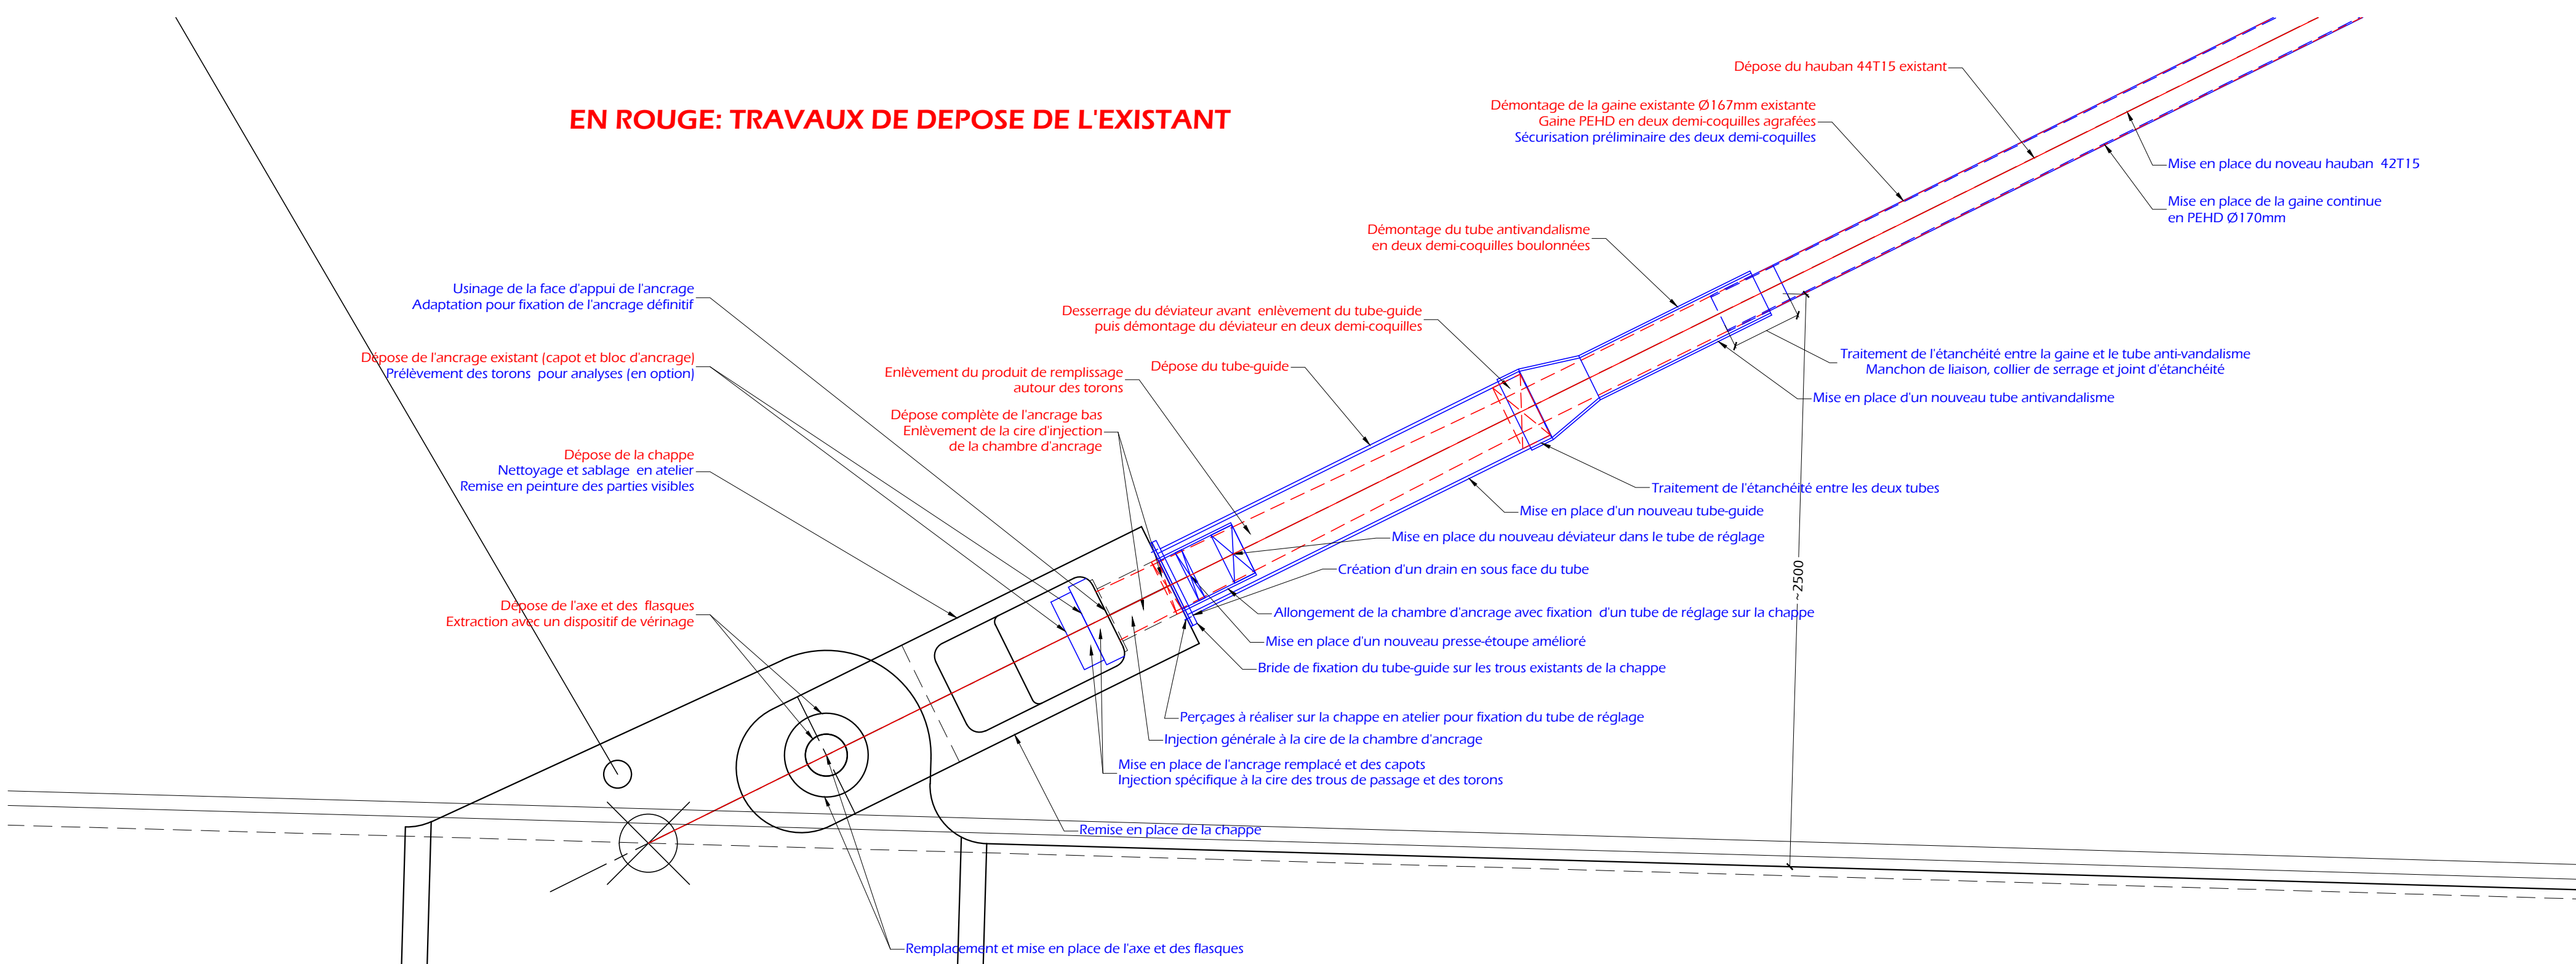 EN ROUGE: TRAVAUX DE DEPOSE DE L'EXISTANT
Dépose du hauban 44T15 existant
Démontage de la gaine existante Ø167mm existante
Gaine PEHD en deux demi-coquilles agrafées
Sécurisation préliminaire des deux demi-coquilles
Mise en place du noveau hauban 42T15
Mise en place de la gaine continue
en PEHD Ø170mm
Démontage du tube antivandalisme
en deux demi-coquilles boulonnées
Usinage de la face d'appui de l'ancrage
Adaptation pour fixation de l'ancrage définitif
Desserrage du déviateur avant enlèvement du tube-guide
puis démontage du déviateur en deux demi-coquilles
Dépose de l'ancrage existant (capot et bloc d'ancrage)
Prélèvement des torons pour analyses (en option)
Enlèvement du produit de remplissage
autour des torons
Dépose du tube-guide
Traitement de l'étanchéité entre la gaine et le tube anti-vandalisme
Manchon de liaison, collier de serrage et joint d'étanchéité
Mise en place d'un nouveau tube antivandalisme
Dépose complète de l'ancrage bas
Enlèvement de la cire d'injection
de la chambre d'ancrage
Dépose de la chappe
Nettoyage et sablage en atelier
Remise en peinture des parties visibles
Traitement de l'étanchéité entre les deux tubes
Mise en place d'un nouveau tube-guide
Mise en place du nouveau déviateur dans le tube de réglage
Création d'un drain en sous face du tube
~2500
Dépose de l'axe et des flasques
Extraction avec un dispositif de vérinage
Allongement de la chambre d'ancrage avec fixation d'un tube de réglage sur la chappe
Mise en place d'un nouveau presse-étoupe amélioré
Bride de fixation du tube-guide sur les trous existants de la chappe
Perçages à réaliser sur la chappe en atelier pour fixation du tube de réglage
Injection générale à la cire de la chambre d'ancrage
Mise en place de l'ancrage remplacé et des capots
Injection spécifique à la cire des trous de passage et des torons
Remise en place de la chappe
Remplacement et mise en place de l'axe et des flasques